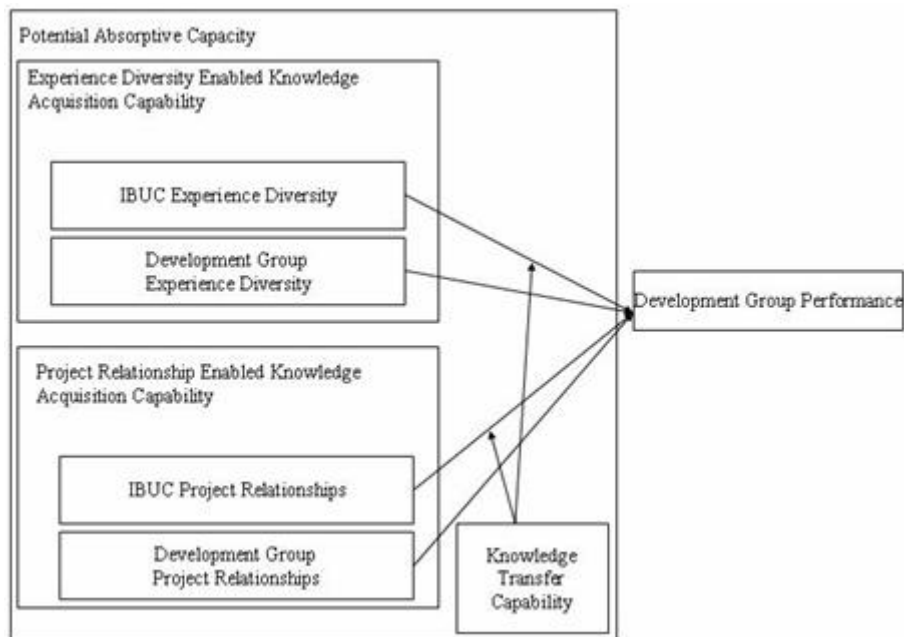 Potential Absorptive Capacity
Experience Diversity Enabled Knowledge
Acquisition Capability
IBUC Experience Diversity
Development Group
Experience Diversity
Development Group Performance
Project Relationship Enabled Knowledge
Acquisition Capability
IBUC Project Relationships
Development Group
Project Relationships
Knowledge
Transfer
Capability